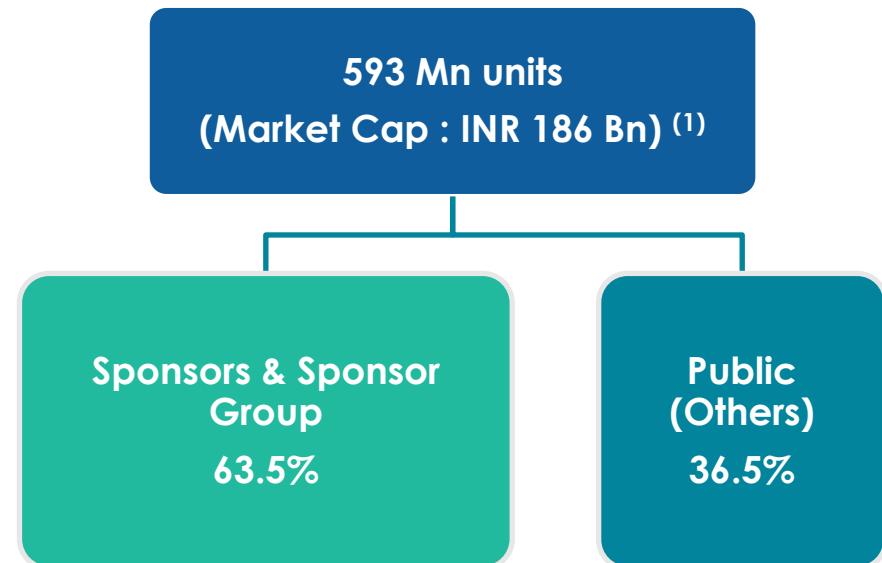 593 Mn units
(Market Cap : INR 186 Bn) (1)
Sponsors & Sponsor
Group
63.5%
Public
(Others)
36.5%